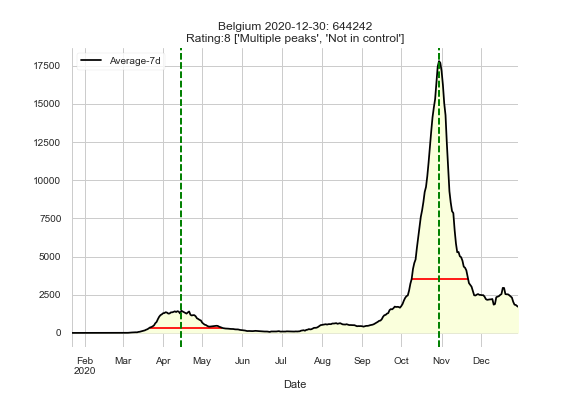 Belgium 2020-12-30: 644242
Rating:8 ['Multiple peaks', 'Not in control']
Average-7d
17500
15000
12500
10000
7500
5000
2500
0
Feb Mar Apr May Jun Jul Aug Sep Oct Nov Dec
2020
Date